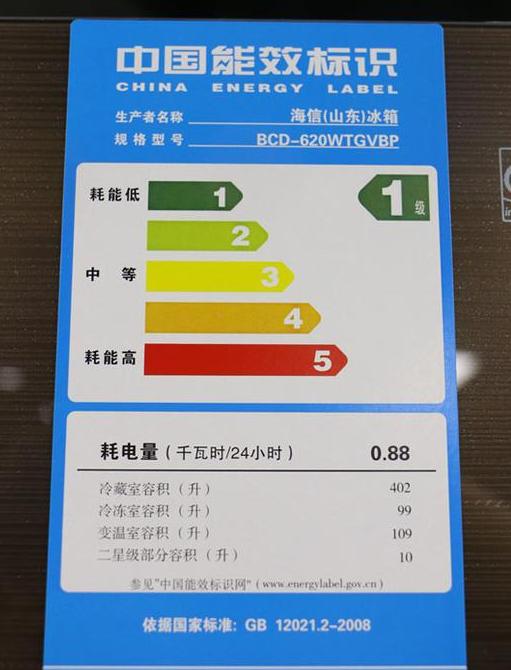 中国能效标识
CHINA ENERGY LABEL
生产者名称 海信(山东)冰箱
规格型号 BCD-620WTGVBP
耗能低 1 1级
2
中等 3
4
耗能高 5
耗电量（千瓦时/24小时） 0.88
冷藏室容积（升） 402
冷冻室容积（升） 99
变温室容积（升） 109
二星级部分容积（升） 10
参见"中国能效标识网"（www.energylabel.gov.cn）
依据国家标准: GB 12021.2-2008